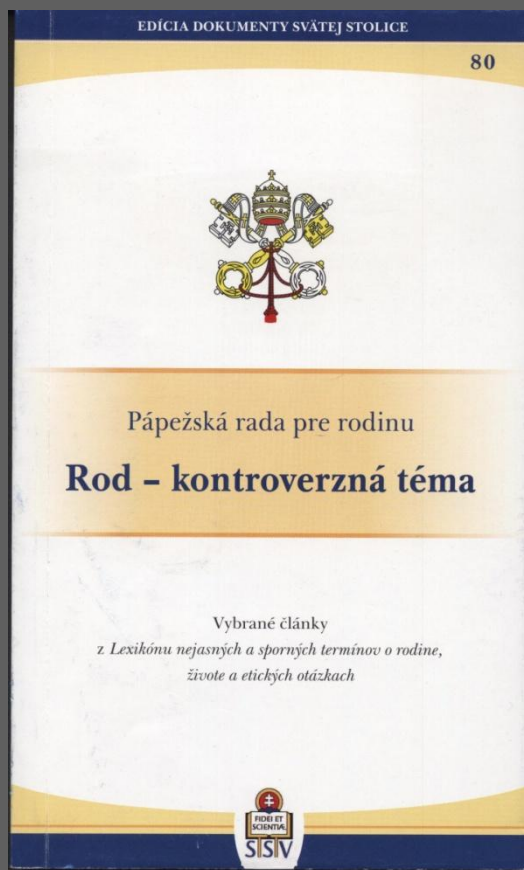 EDÍCIA DOKUMENTY SVÄTEJ STOLICE
80
Pápežská rada pre rodinu
Rod – kontroverzná téma
Vybrané články
z Lexikónu nejasných a sporných termínov o rodine,
živote a etických otázkach
FIDEI ET
SCIENTIÆ
SSV